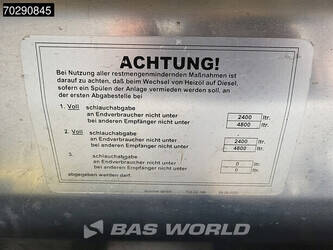 70290845
ACHTUNG!
Bei Nutzung aller restmengenmindernden Maßnahmen ist
darauf zu achten, daß beim Wechsel von Heizöl auf Diesel,
sofern ein Spülen der Anlage vermieden werden soll, an
der ersten Abgabestelle bei
1. Voll schlauchabgabe
an Endverbraucher nicht unter 2400 ltr.
bei anderen Empfänger nicht unter 4800 ltr.
2. Voll schlauchabgabe
an Endverbraucher nicht unter 2400 ltr.
bei anderen Empfänger nicht unter 4800 ltr.
3. schlauchabgabe
an Endverbraucher nicht unter 0 ltr.
bei anderen Empfänger nicht unter 0 ltr.
abgegeben werden darf.
BAS WORLD